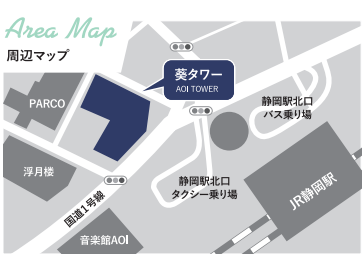 Area Map
周辺マップ
葵タワー
AOI TOWER
PARCO
静岡駅北口
バス乗り場
浮月楼
静岡駅北口
タクシー乗り場
JR静岡駅
国道1号線
音楽館AOI